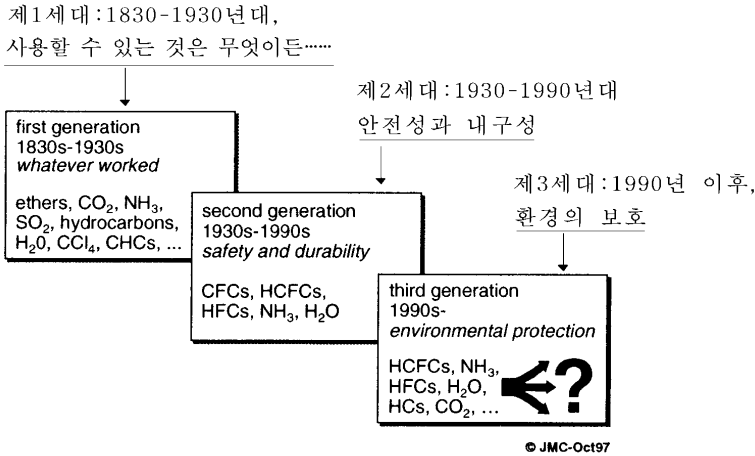 제1세대:1830-1930년대,
사용할 수 있는 것은 무엇이든……
제2세대:1930-1990년대
안전성과 내구성
제3세대:1990년 이후,
환경의 보호
first generation
1830s-1930s
whatever worked
ethers, CO₂, NH₃,
SO₂, hydrocarbons,
H₂0, CCl₄, CHCs, ...
second generation
1930s-1990s
safety and durability
CFCs, HCFCs,
HFCs, NH₃, H₂O
third generation
1990s-
environmental protection
HCFCs, NH₃,
HFCs, H₂O,
HCs, CO₂, ...
?
© JMC-Oct97